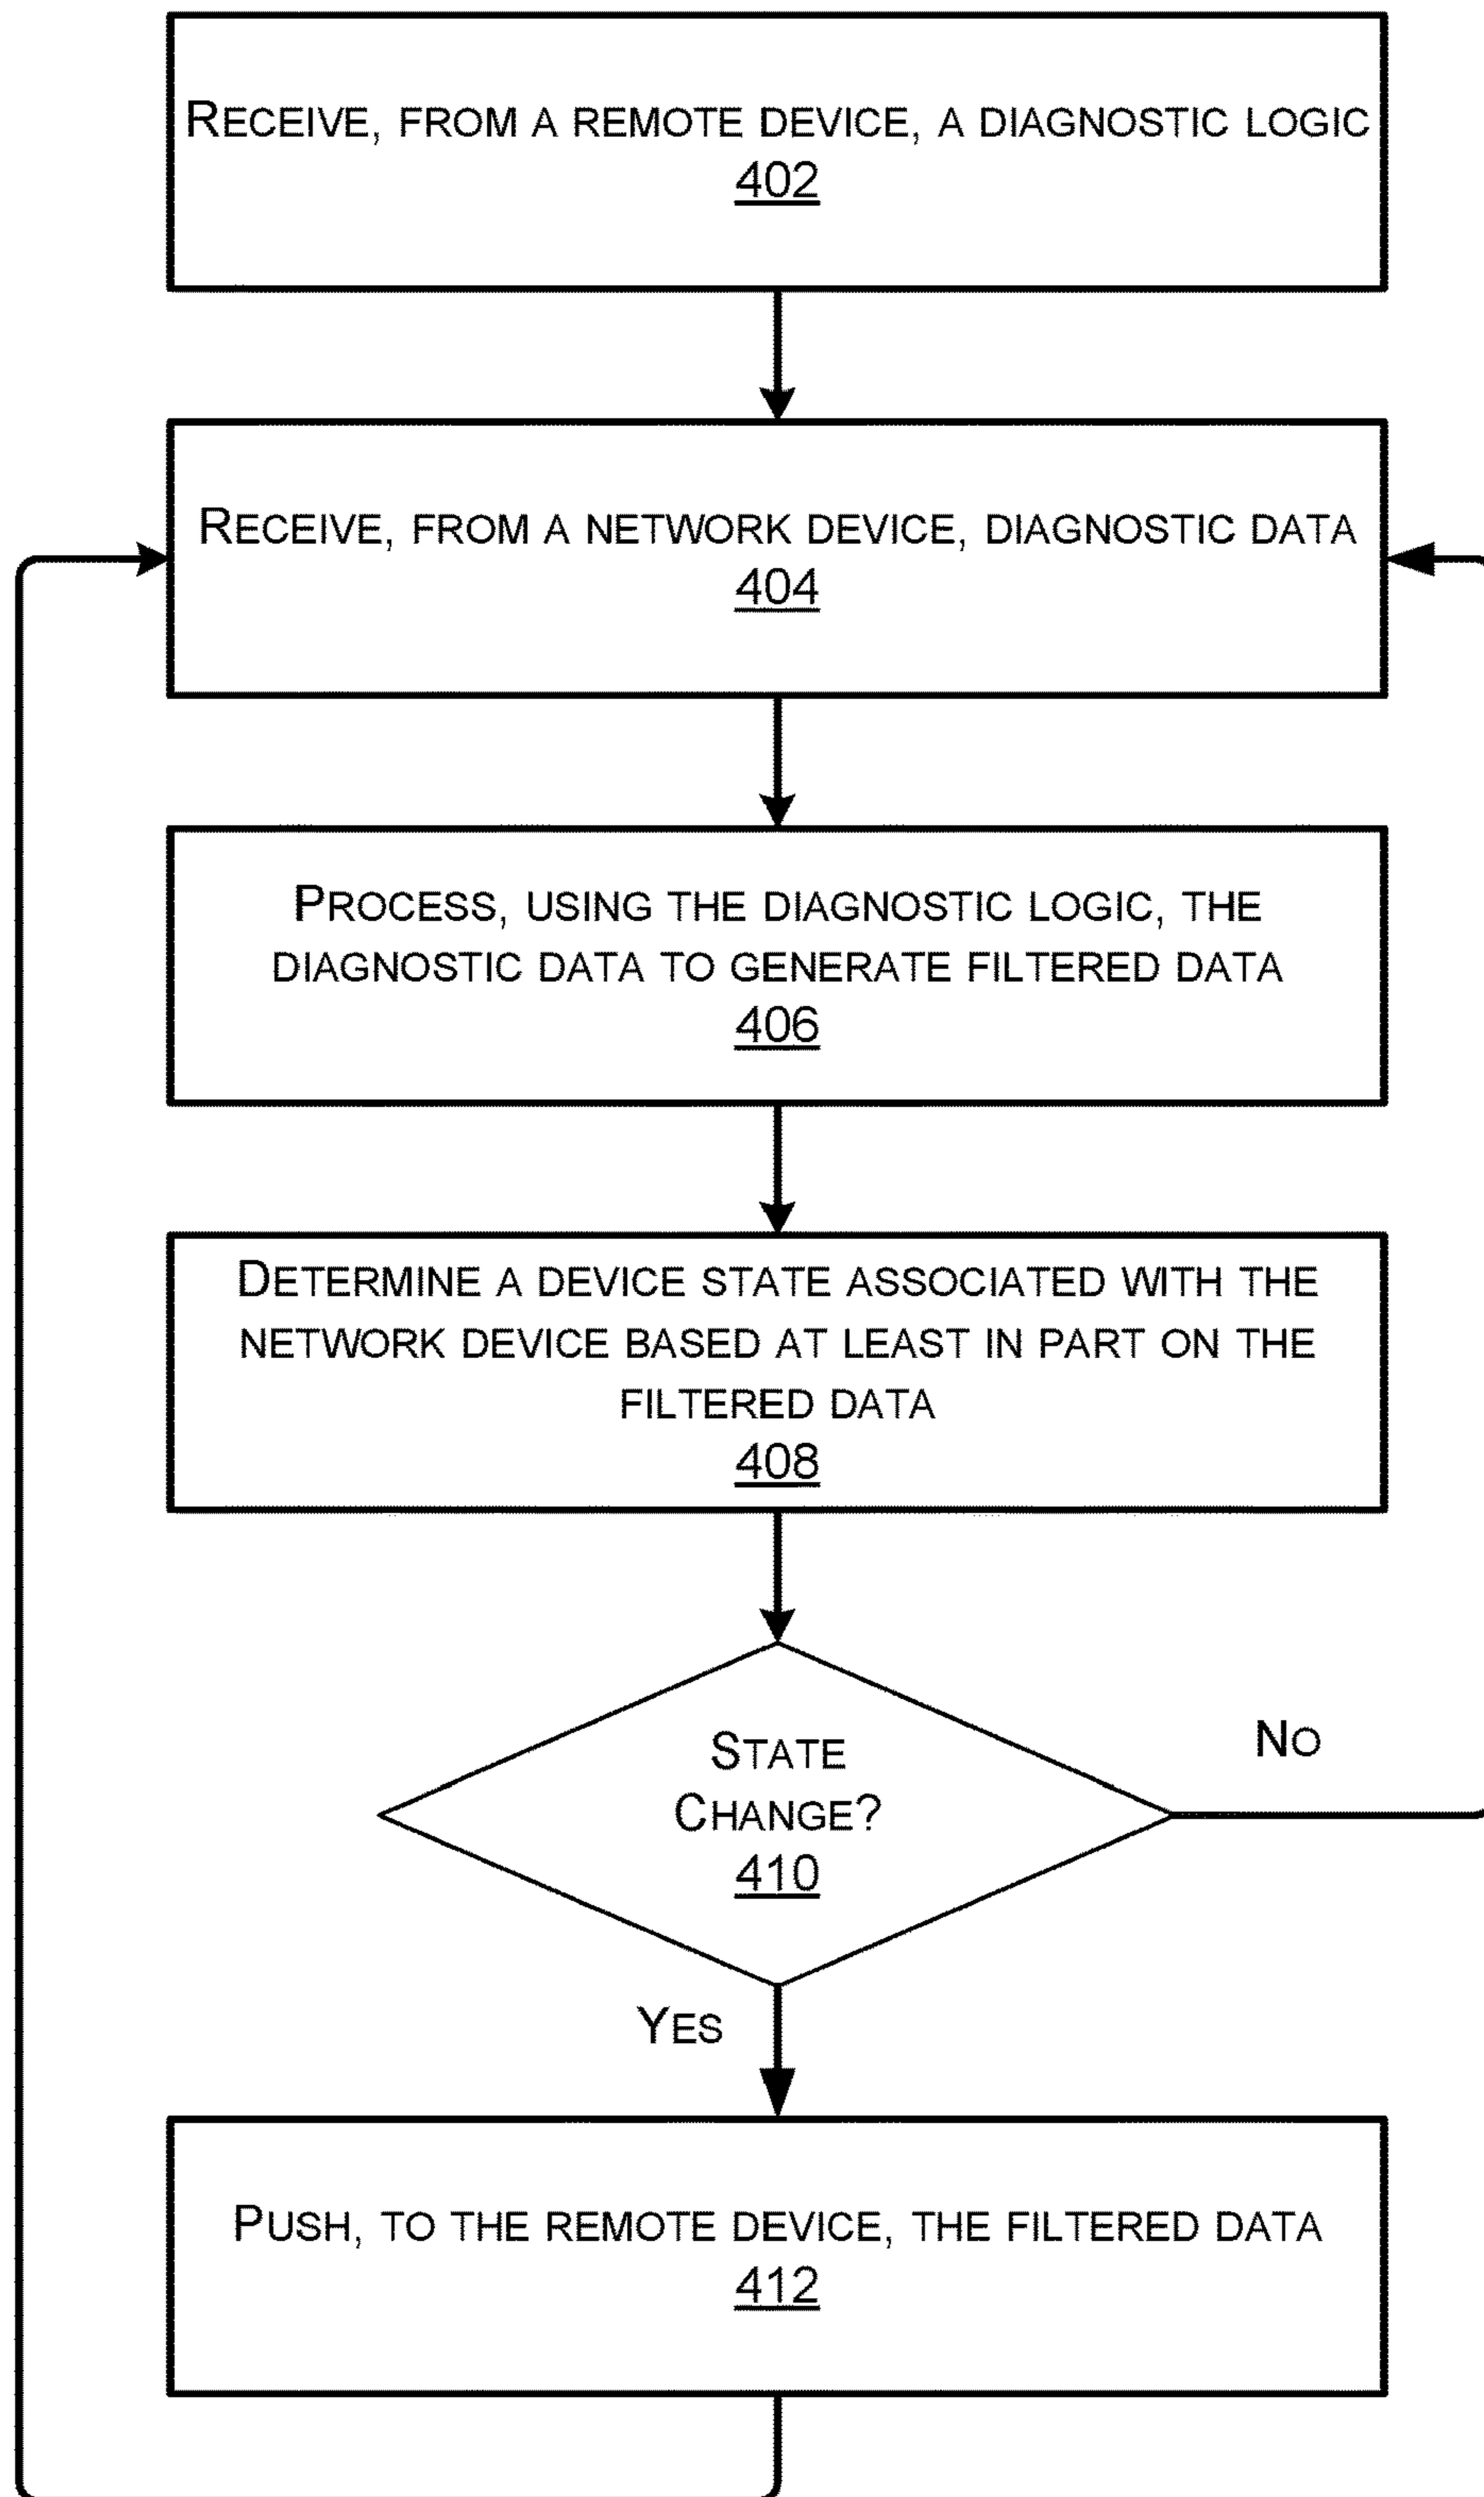 RECEIVE, FROM A REMOTE DEVICE, A DIAGNOSTIC LOGIC
402
RECEIVE, FROM A NETWORK DEVICE, DIAGNOSTIC DATA
404
PROCESS, USING THE DIAGNOSTIC LOGIC, THE
DIAGNOSTIC DATA TO GENERATE FILTERED DATA
406
DETERMINE A DEVICE STATE ASSOCIATED WITH THE
NETWORK DEVICE BASED AT LEAST IN PART ON THE
FILTERED DATA
408
STATE
CHANGE?
410
NO
YES
PUSH, TO THE REMOTE DEVICE, THE FILTERED DATA
412